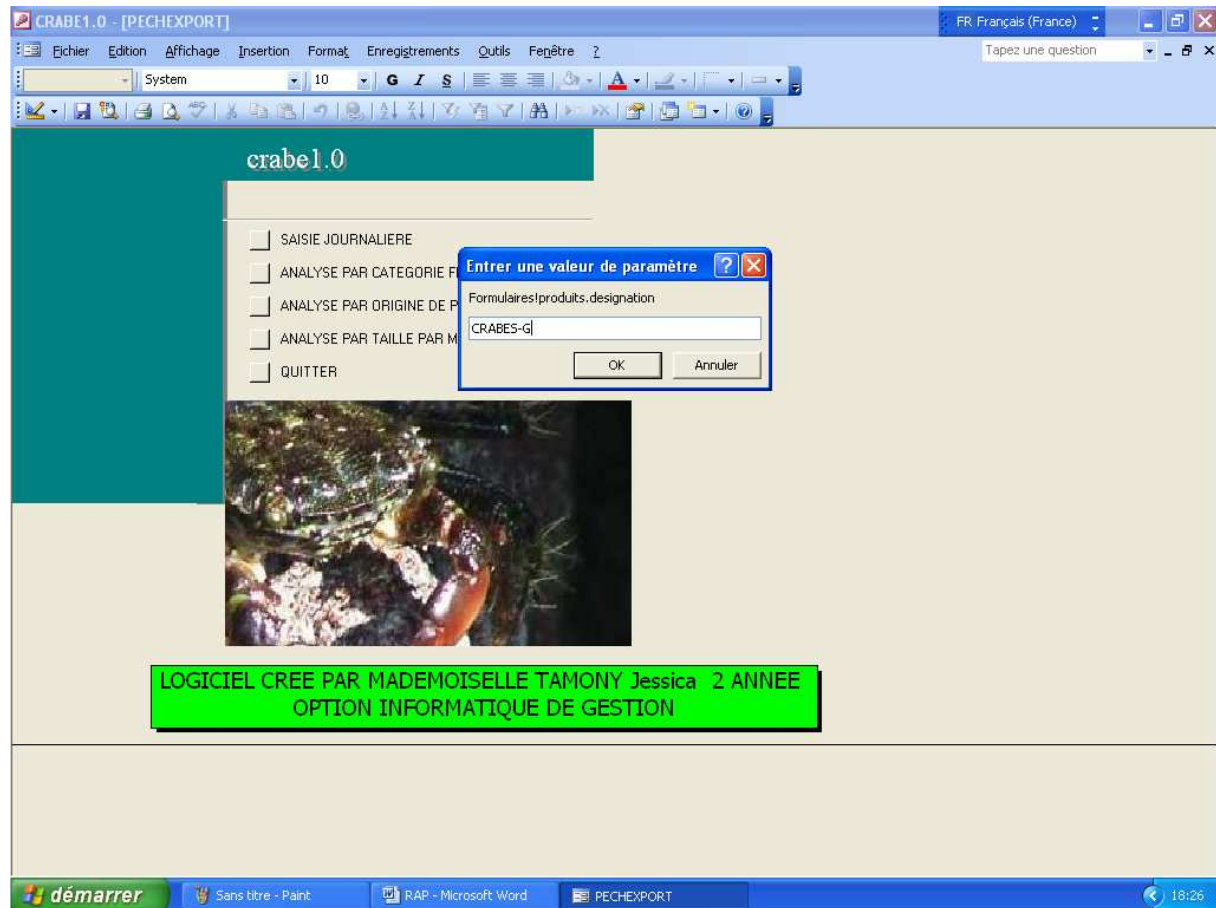 CRABE1.0 - [PECHEXPORT]
FR Français (France)
Fichier Edition Affichage Insertion Format Enregistrements Outils Fenêtre ?
Tapez une question
System 10 G I S A
crabe1.0
SAISIE JOURNALIERE
ANALYSE PAR CATEGORIE F
ANALYSE PAR ORIGINE DE P
ANALYSE PAR TAILLE PAR M
QUITTER
Entrer une valeur de paramètre
Formulaires!produits.designation
CRABES-G
OK Annuler
LOGICIEL CREE PAR MADEMOISELLE TAMONY Jessica 2 ANNEE
OPTION INFORMATIQUE DE GESTION
démarrer Sans titre - Paint RAP - Microsoft Word PECHEXPORT 18:26